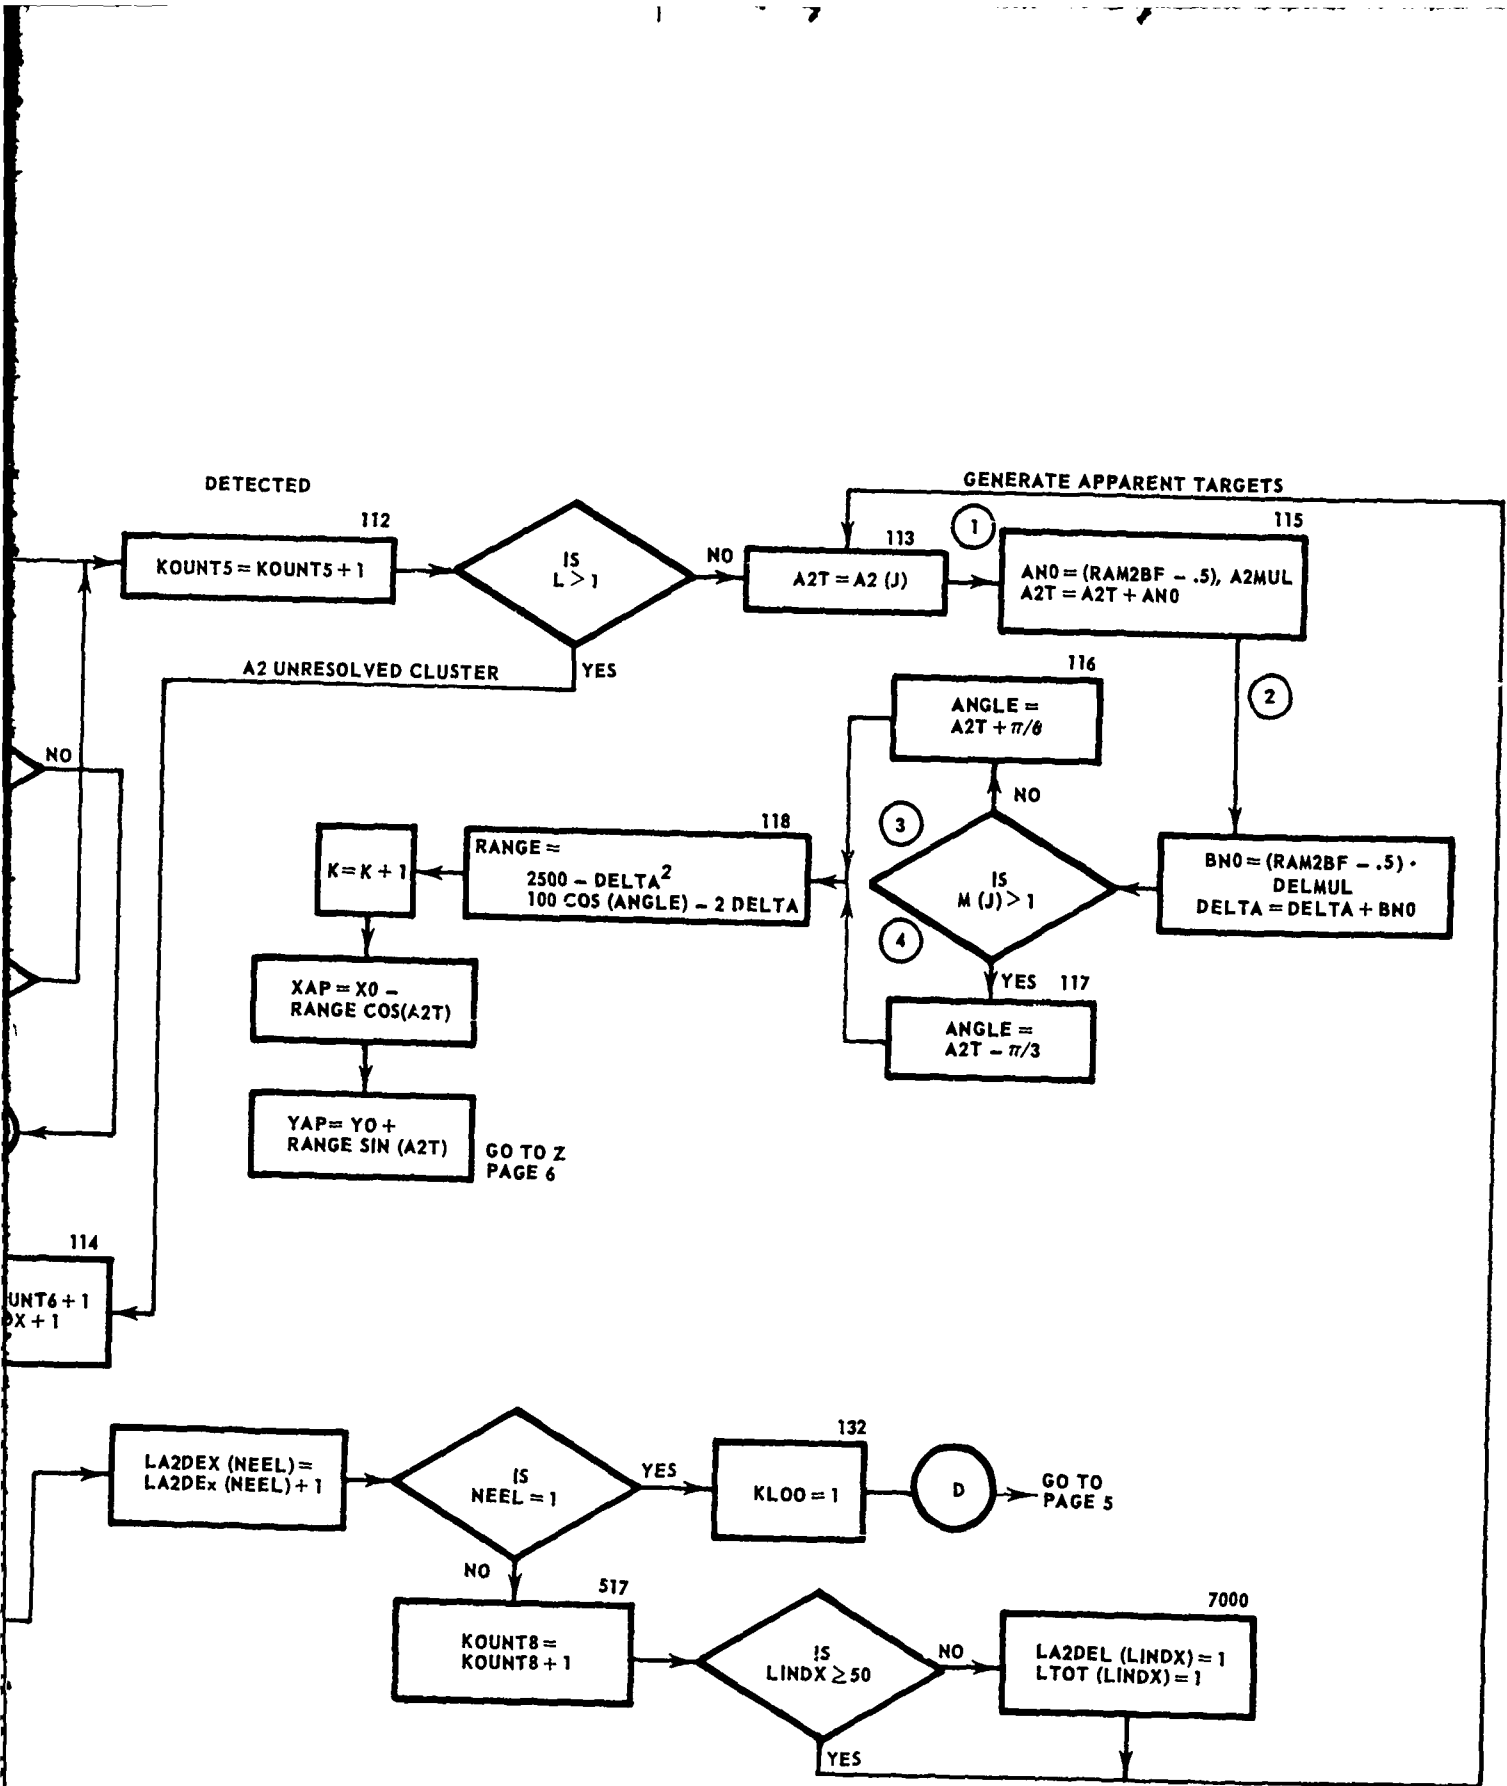 DETECTED
GENERATE APPARENT TARGETS
112
KOUNT5 = KOUNT5 + 1
IS
L > 1
NO
113
A2T = A2 (J)
1
115
AN0 = (RAM2BF – .5), A2MUL
A2T = A2T + AN0
A2 UNRESOLVED CLUSTER
YES
116
ANGLE =
A2T + π/6
2
NO
NO
3
118
RANGE =
2500 – DELTA²
100 COS (ANGLE) – 2 DELTA
K = K + 1
IS
M (J) > 1
BN0 = (RAM2BF – .5) ·
DELMUL
DELTA = DELTA + BN0
4
YES
117
ANGLE =
A2T – π/3
XAP = X0 –
RANGE COS(A2T)
YAP = YO +
RANGE SIN (A2T)
GO TO Z
PAGE 6
114
UNT6 + 1
X + 1
LA2DEX (NEEL) =
LA2DEx (NEEL) + 1
IS
NEEL = 1
YES
132
KLOO = 1
D
GO TO
PAGE 5
NO
517
KOUNT8 =
KOUNT8 + 1
IS
LINDX ≥ 50
NO
7000
LA2DEL (LINDX) = 1
LTOT (LINDX) = 1
YES